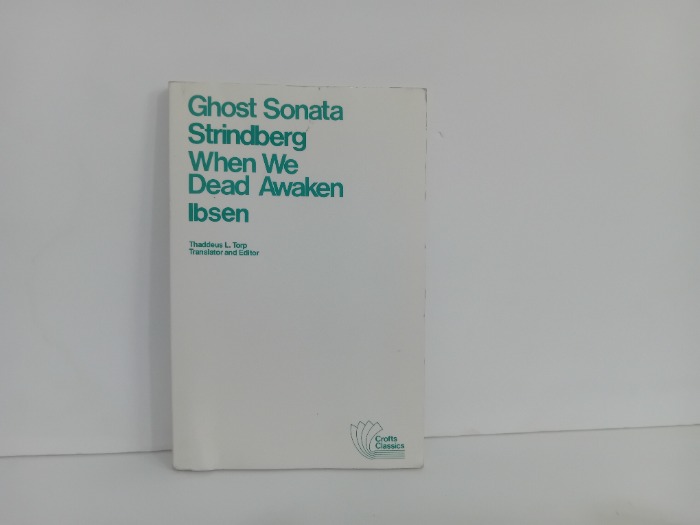 Ghost Sonata
Strindberg
When We
Dead Awaken
Ibsen
Thaddeus L. Torp
Translator and Editor
Crofts
Classics